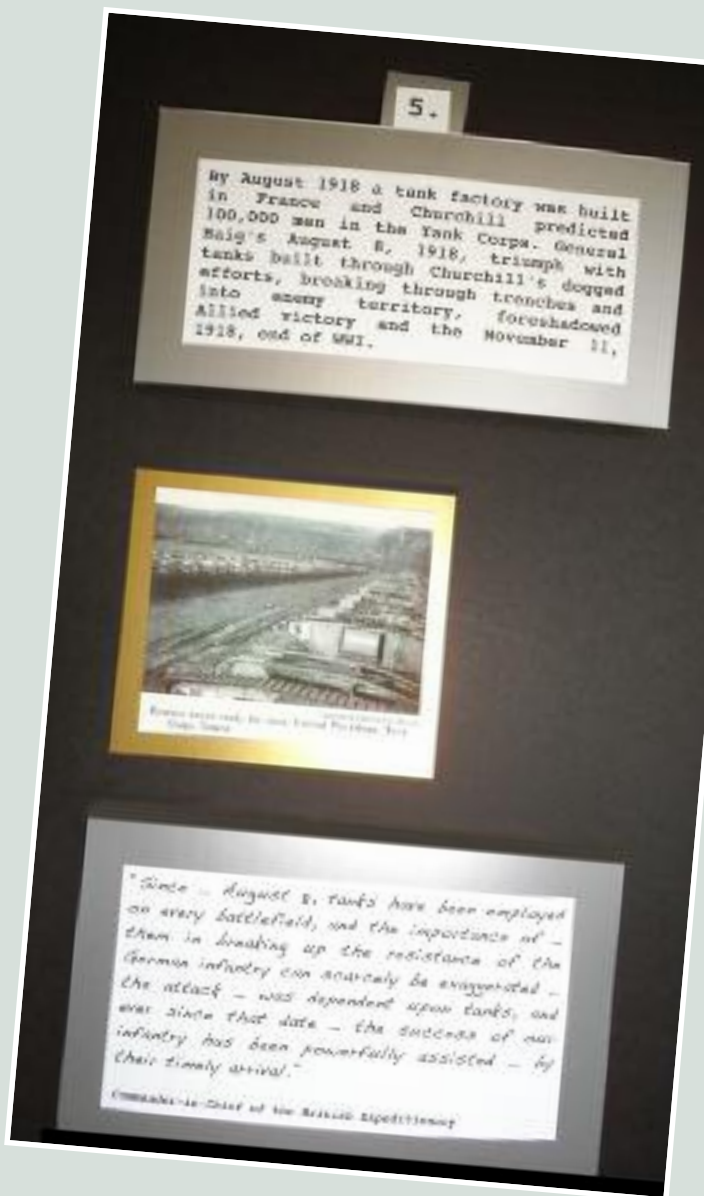 5.
By August 1918 a tank factory was built
in France and Churchill predicted
100,000 men in the Tank Corps. General
Haig's August 8, 1918, triumph with
tanks built through Churchill's dogged
efforts, breaking through trenches and
into enemy territory, foreshadowed
Allied victory and the November 11,
1918, end of WWI.
"Since … August 8, tanks have been employed
on every battlefield, and the importance of …
them in breaking up the resistance of the
German infantry can scarcely be exaggerated …
the attack … was dependent upon tanks, and
ever since that date … the success of our
infantry has been powerfully assisted … by
their timely arrival."
Commander-in-Chief of the British Expeditionary